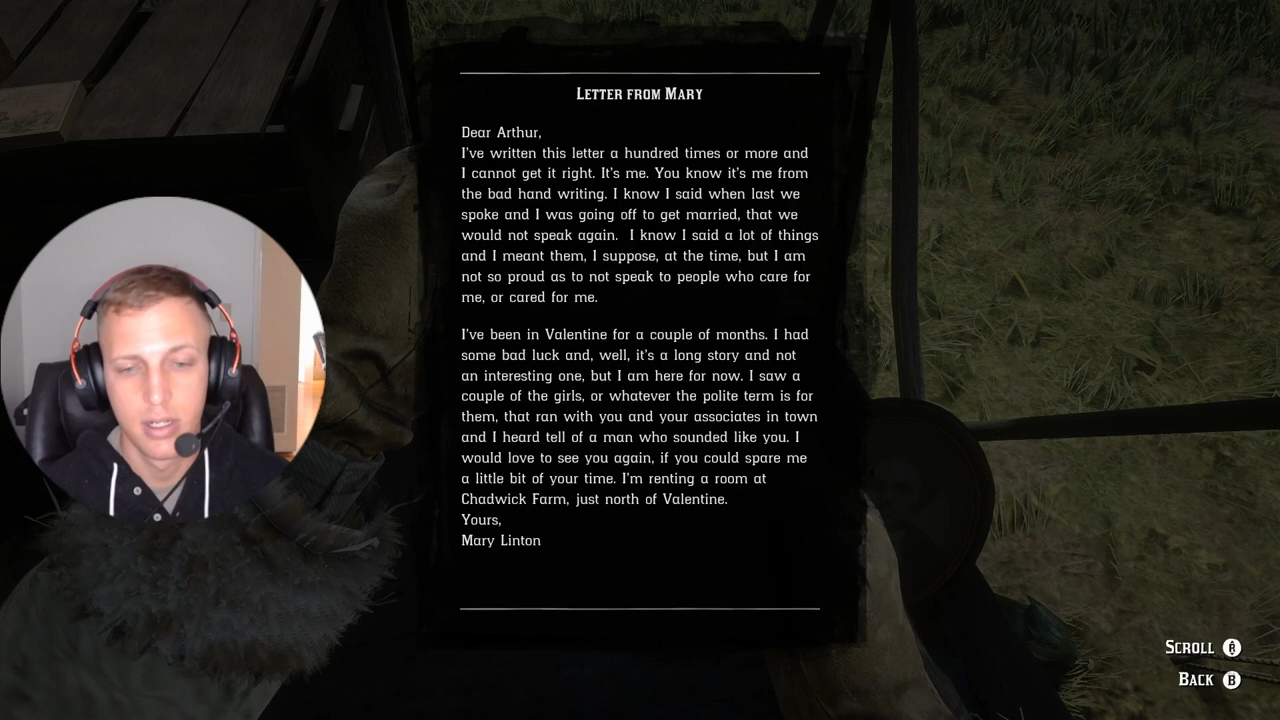 Letter from Mary
Dear Arthur,
I've written this letter a hundred times or more and
I cannot get it right. It's me. You know it's me from
the bad hand writing. I know I said when last we
spoke and I was going off to get married, that we
would not speak again.  I know I said a lot of things
and I meant them, I suppose, at the time, but I am
not so proud as to not speak to people who care for
me, or cared for me.
I've been in Valentine for a couple of months. I had
some bad luck and, well, it's a long story and not
an interesting one, but I am here for now. I saw a
couple of the girls, or whatever the polite term is for
them, that ran with you and your associates in town
and I heard tell of a man who sounded like you. I
would love to see you again, if you could spare me
a little bit of your time. I'm renting a room at
Chadwick Farm, just north of Valentine.
Yours,
Mary Linton
Scroll R
Back B